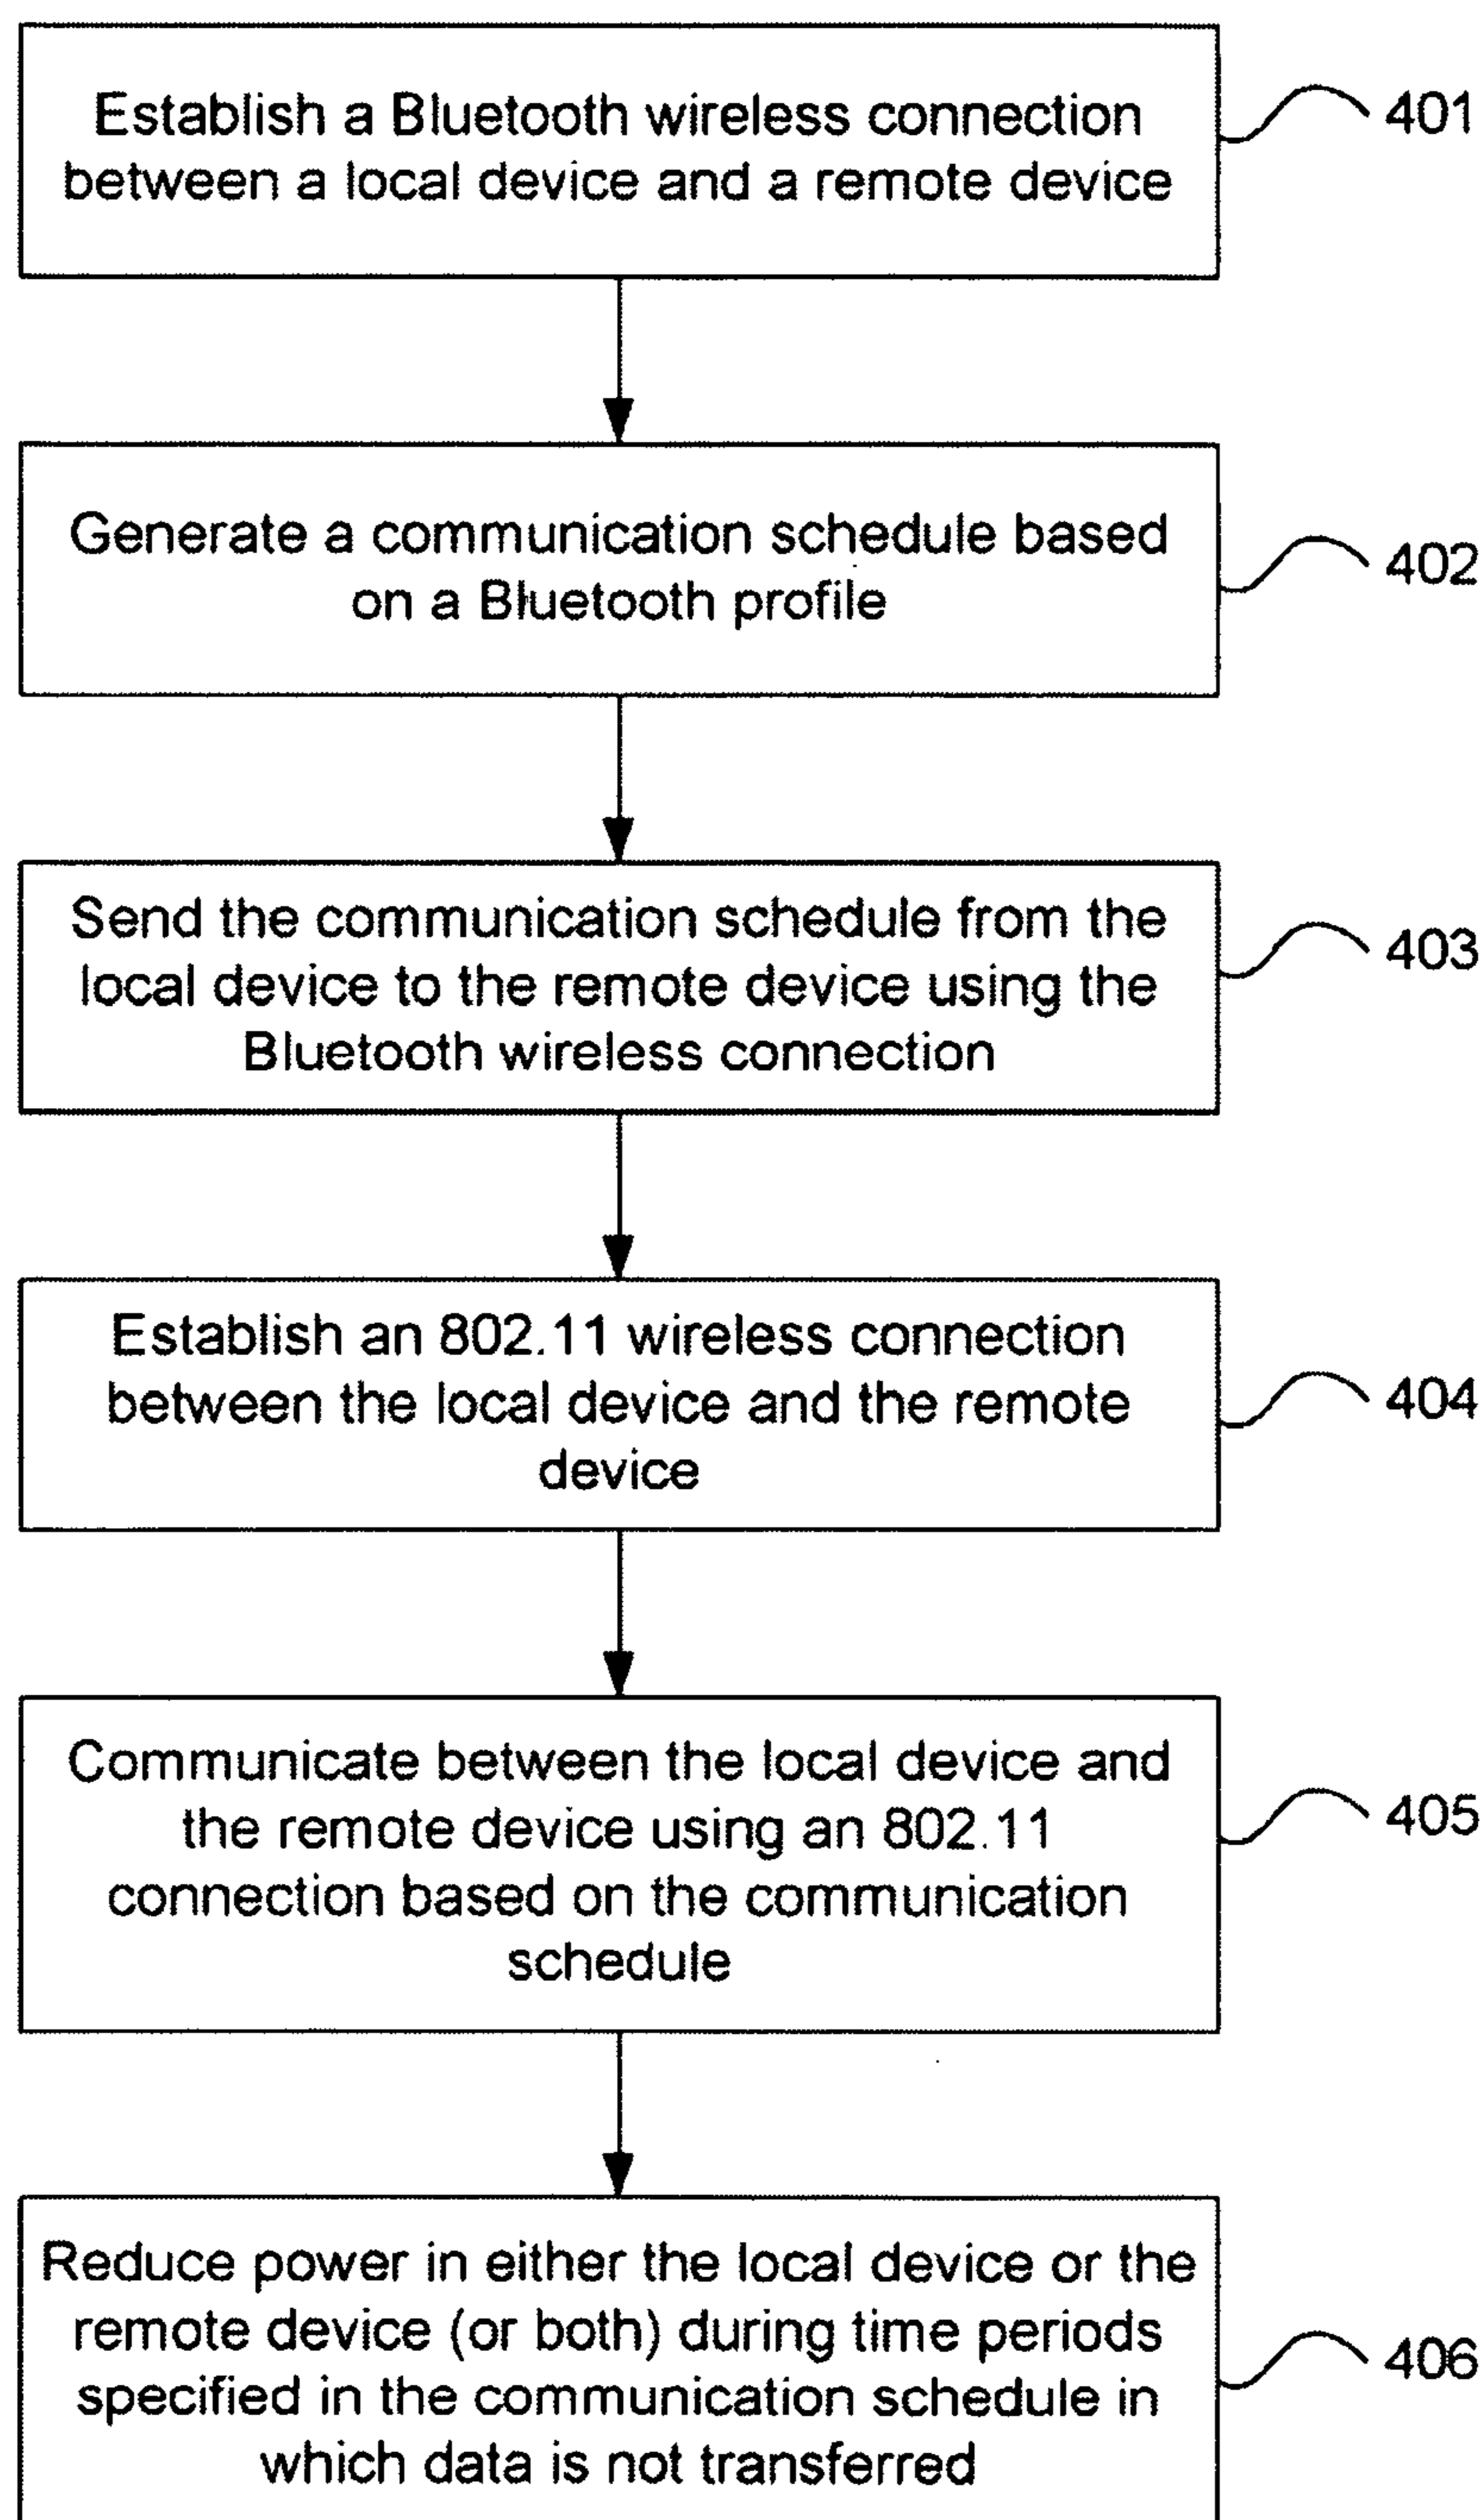 Establish a Bluetooth wireless connection
between a local device and a remote device
401
Generate a communication schedule based
on a Bluetooth profile
402
Send the communication schedule from the
local device to the remote device using the
Bluetooth wireless connection
403
Establish an 802.11 wireless connection
between the local device and the remote
device
404
Communicate between the local device and
the remote device using an 802.11
connection based on the communication
schedule
405
Reduce power in either the local device or the
remote device (or both) during time periods
specified in the communication schedule in
which data is not transferred
406